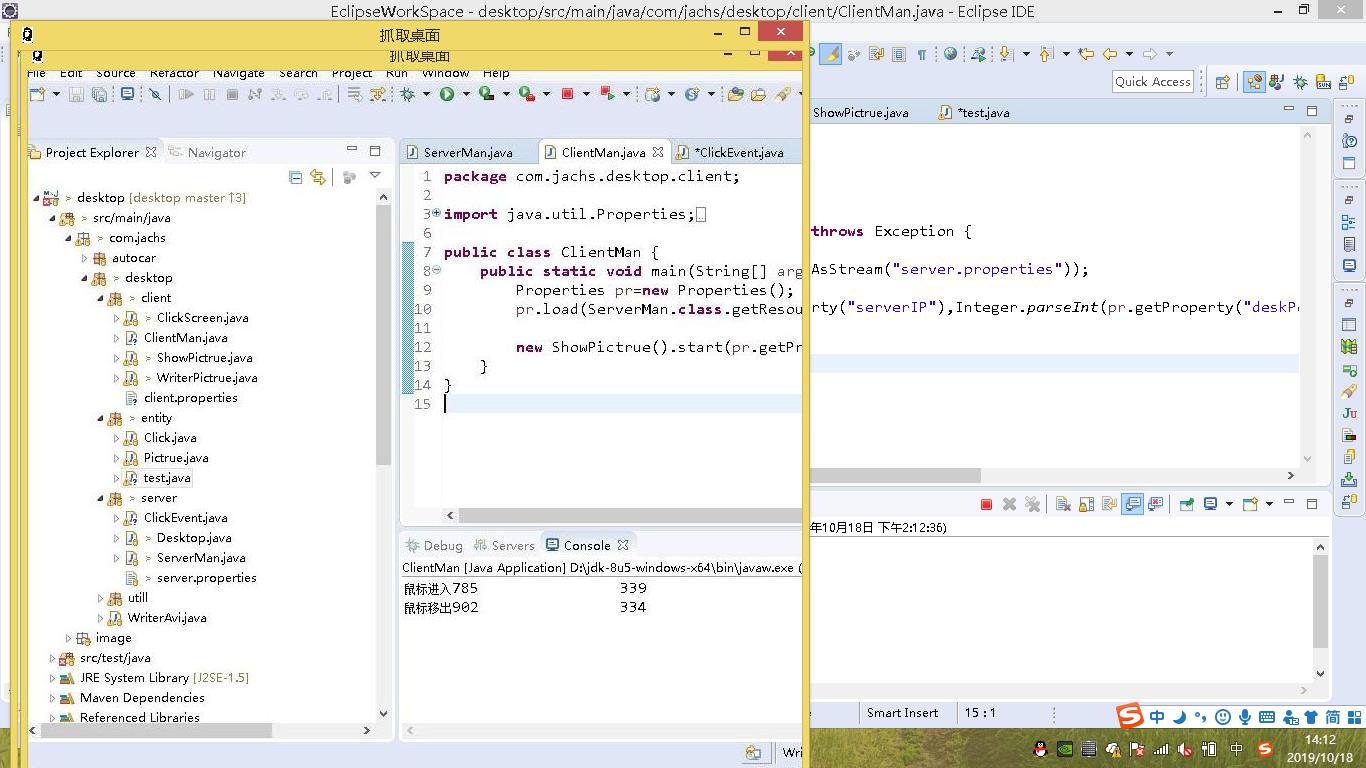 EclipseWorkSpace - desktop/src/main/java/com/jachs/desktop/client/ClientMan.java - Eclipse IDE
抓取桌面
抓取桌面
File Edit Source Refactor Navigate Search Project Run Window Help
Quick Access
ShowPictrue.java
*test.java
Project Explorer
Navigator
ServerMan.java
ClientMan.java
*ClickEvent.java
desktop [desktop master ↑3]
> src/main/java
> com.jachs
autocar
> desktop
> client
> ClickScreen.java
ClientMan.java
> ShowPictrue.java
> WriterPictrue.java
client.properties
> entity
Click.java
Pictrue.java
test.java
> server
ClickEvent.java
> Desktop.java
> ServerMan.java
> server.properties
utill
WriterAvi.java
image
src/test/java
JRE System Library [J2SE-1.5]
Maven Dependencies
Referenced Libraries
1 package com.jachs.desktop.client;
2
3 import java.util.Properties;
6
7 public class ClientMan {
8 public static void main(String[] arg
throws Exception {
9 Properties pr=new Properties();
10 pr.load(ServerMan.class.getResou
AsStream("server.properties"));
11
12 new ShowPictrue().start(pr.getPr
rty("serverIP"),Integer.parseInt(pr.getProperty("deskP
13 }
14 }
15
Debug
Servers
Console
ClientMan [Java Application] D:\jdk-8u5-windows-x64\bin\javaw.exe (
年10月18日 下午2:12:36)
鼠标进入785 339
鼠标移出902 334
Wri
Smart Insert
15 : 1
中
简
中
14:12
2019/10/18